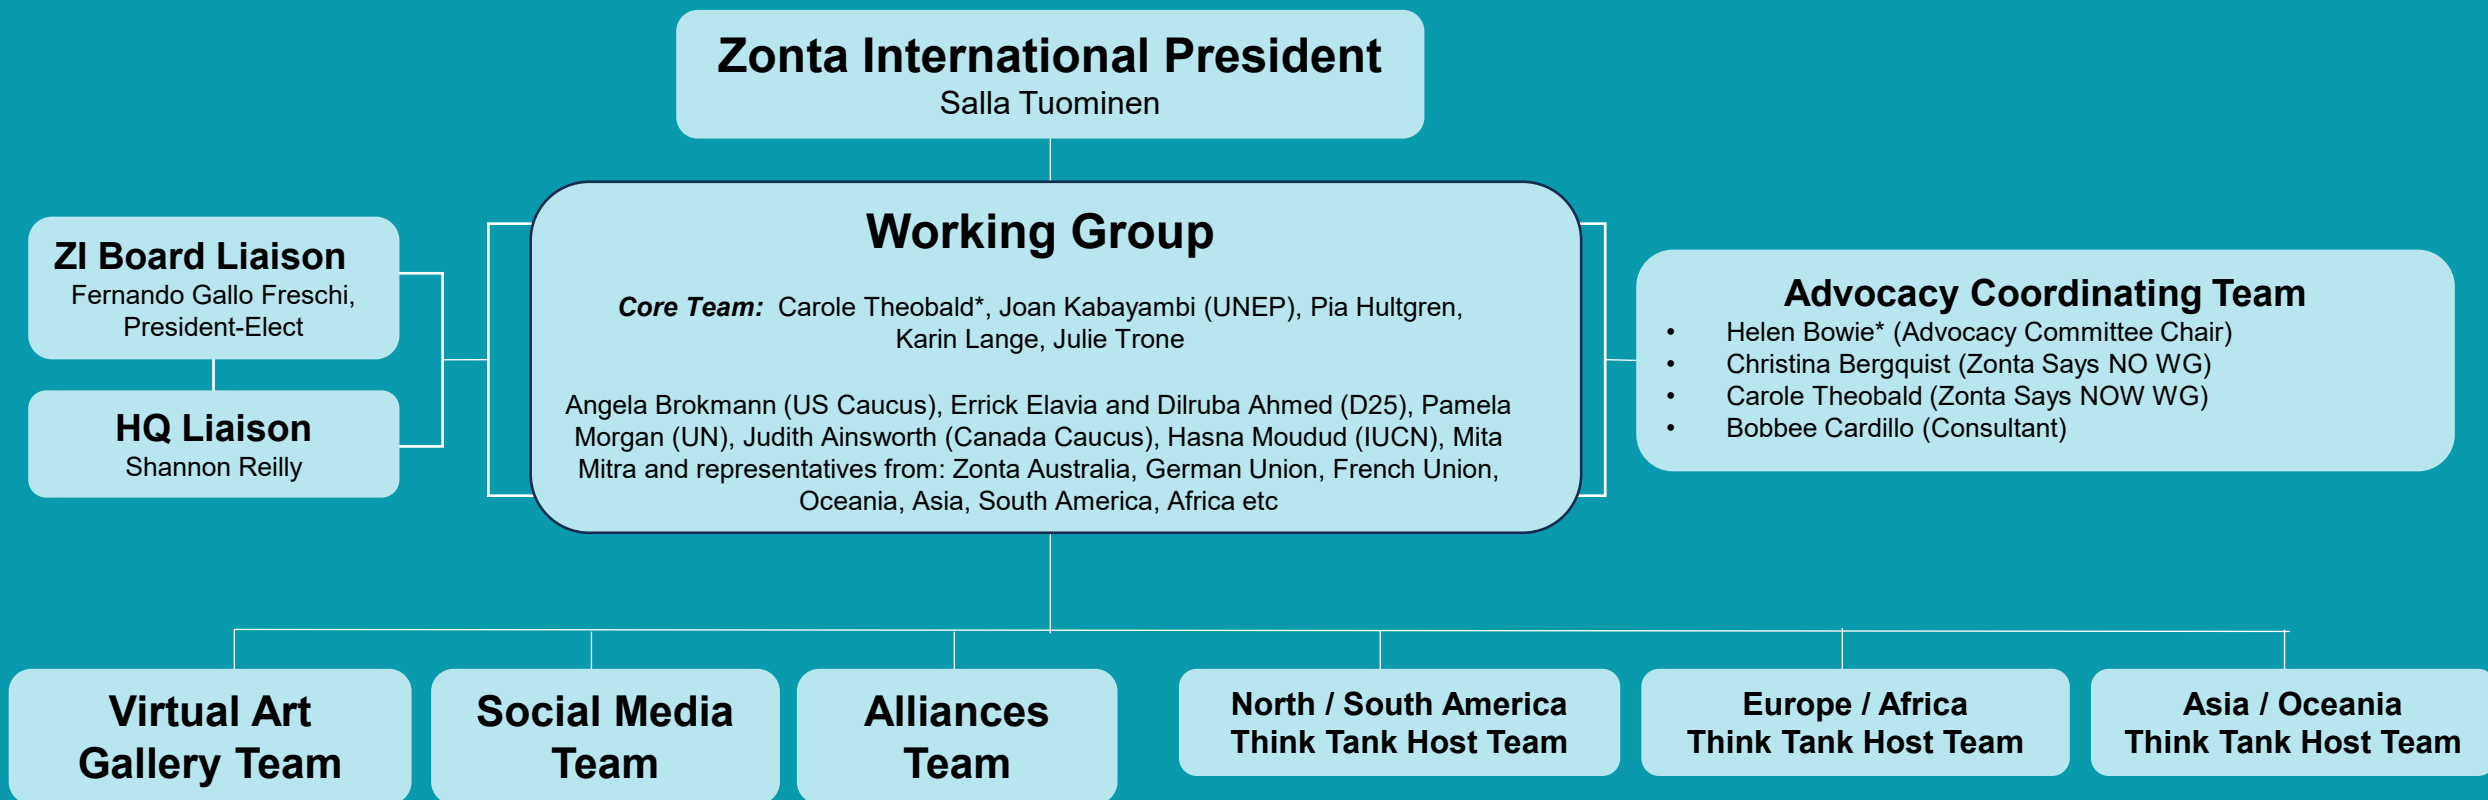 Zonta International President
Salla Tuominen
ZI Board Liaison
Fernando Gallo Freschi,
President-Elect
HQ Liaison
Shannon Reilly
Working Group
Core Team: Carole Theobald*, Joan Kabayambi (UNEP), Pia Hultgren,
Karin Lange, Julie Trone
Angela Brokmann (US Caucus), Errick Elavia and Dilruba Ahmed (D25), Pamela
Morgan (UN), Judith Ainsworth (Canada Caucus), Hasna Moudud (IUCN), Mita
Mitra and representatives from: Zonta Australia, German Union, French Union,
Oceania, Asia, South America, Africa etc
Advocacy Coordinating Team
• Helen Bowie* (Advocacy Committee Chair)
• Christina Bergquist (Zonta Says NO WG)
• Carole Theobald (Zonta Says NOW WG)
• Bobbee Cardillo (Consultant)
Virtual Art
Gallery Team
Social Media
Team
Alliances
Team
North / South America
Think Tank Host Team
Europe / Africa
Think Tank Host Team
Asia / Oceania
Think Tank Host Team